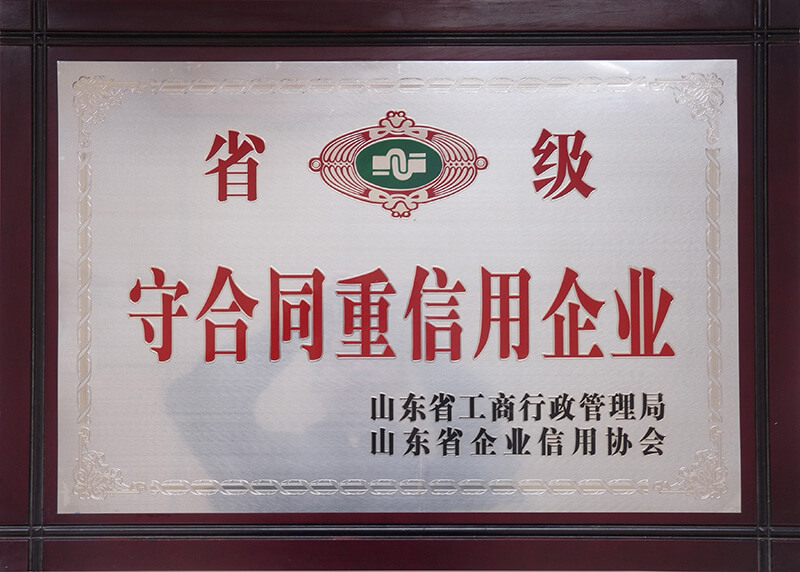 省 级
守合同重信用企业
山东省工商行政管理局
山东省企业信用协会